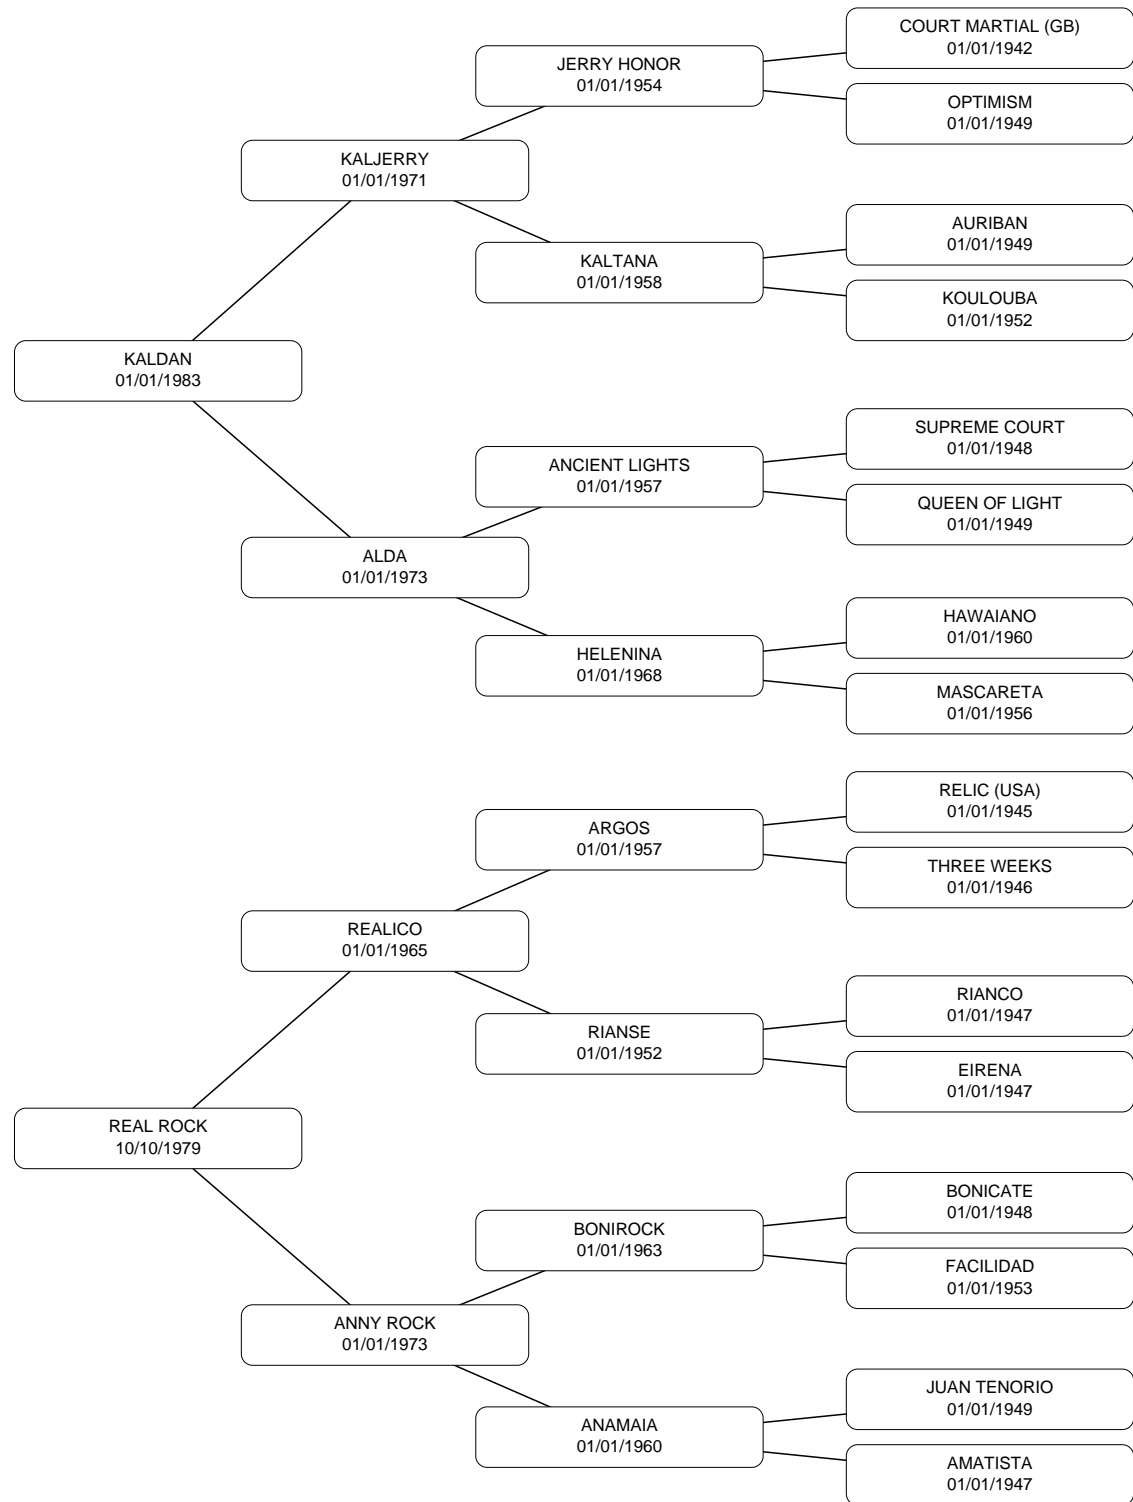 COURT MARTIAL (GB)
01/01/1942
JERRY HONOR
01/01/1954
OPTIMISM
01/01/1949
KALJERRY
01/01/1971
AURIBAN
01/01/1949
KALTANA
01/01/1958
KOULOUBA
01/01/1952
KALDAN
01/01/1983
SUPREME COURT
01/01/1948
ANCIENT LIGHTS
01/01/1957
QUEEN OF LIGHT
01/01/1949
ALDA
01/01/1973
HAWAIANO
01/01/1960
HELENINA
01/01/1968
MASCARETA
01/01/1956
RELIC (USA)
01/01/1945
ARGOS
01/01/1957
THREE WEEKS
01/01/1946
REALICO
01/01/1965
RIANCO
01/01/1947
RIANSE
01/01/1952
EIRENA
01/01/1947
REAL ROCK
10/10/1979
BONICATE
01/01/1948
BONIROCK
01/01/1963
FACILIDAD
01/01/1953
ANNY ROCK
01/01/1973
JUAN TENORIO
01/01/1949
ANAMAIA
01/01/1960
AMATISTA
01/01/1947